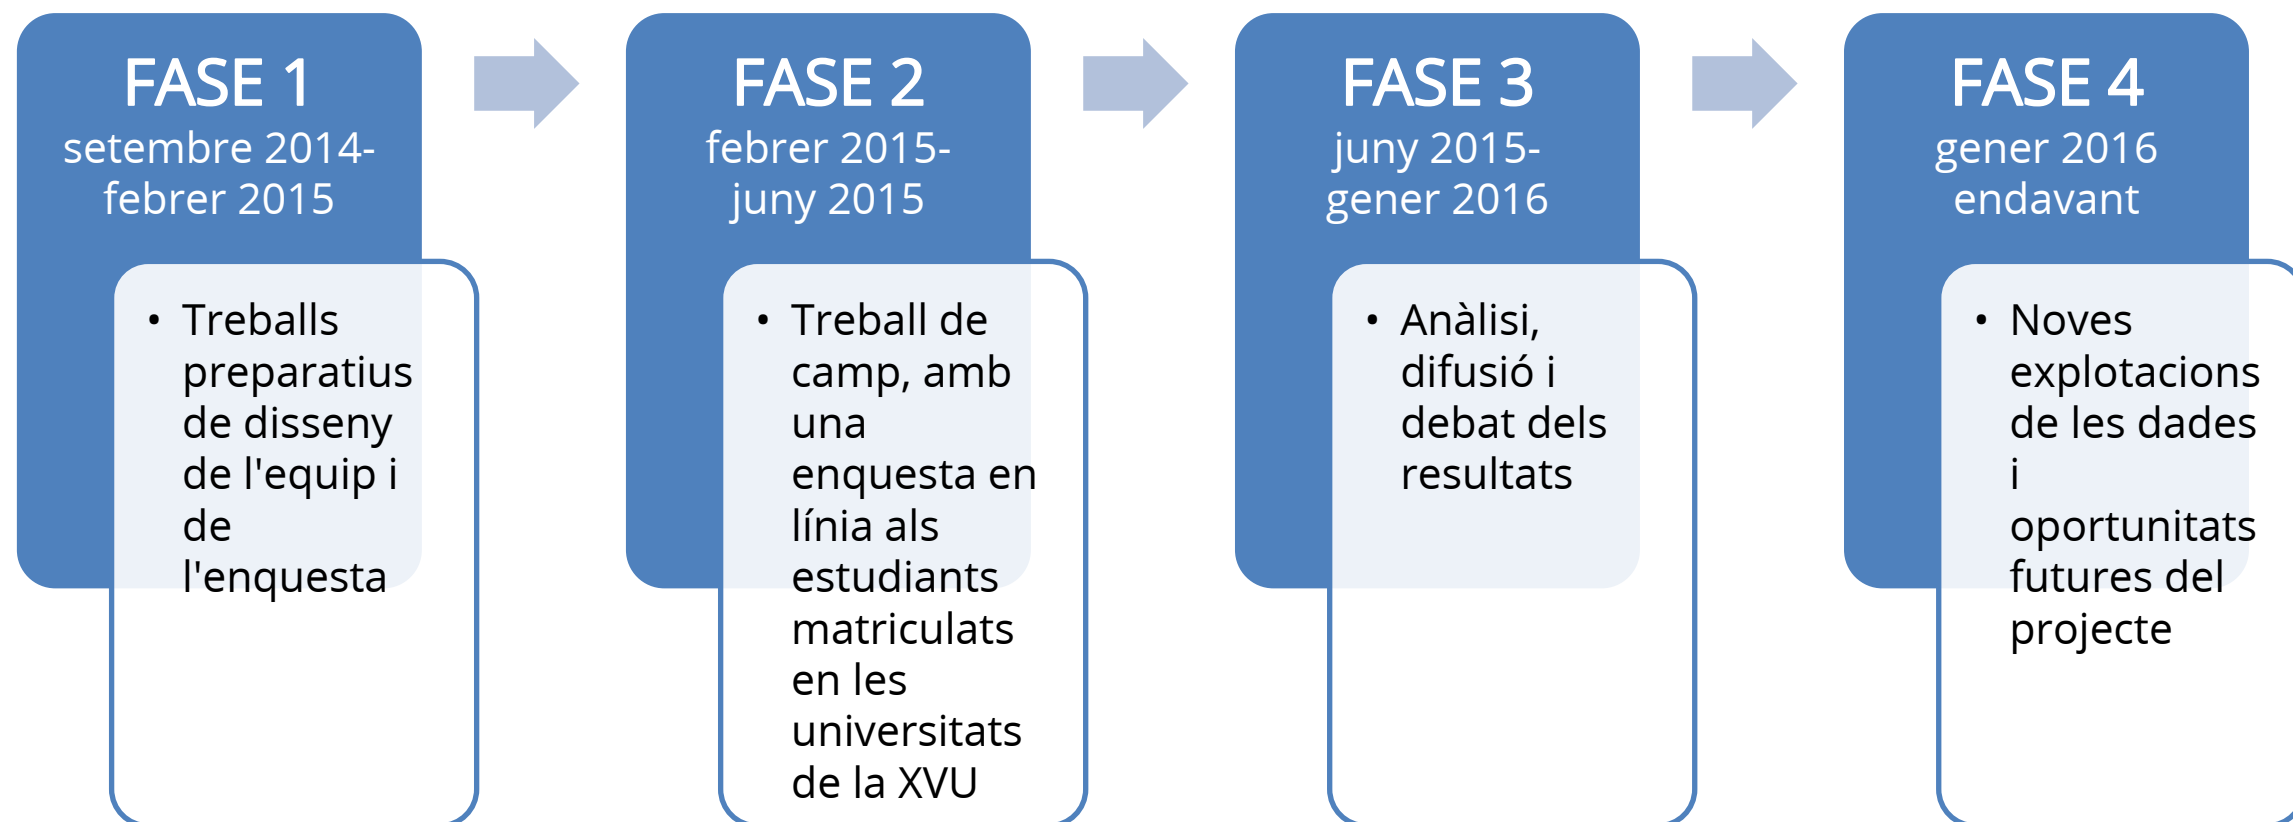 FASE 1
setembre 2014-
febrer 2015
• Treballs
preparatius
de disseny
de l'equip i
de
l'enquesta
FASE 2
febrer 2015-
juny 2015
• Treball de
camp, amb
una
enquesta en
línia als
estudiants
matriculats
en les
universitats
de la XVU
FASE 3
juny 2015-
gener 2016
• Anàlisi,
difusió i
debat dels
resultats
FASE 4
gener 2016
endavant
• Noves
explotacions
de les dades
i
oportunitats
futures del
projecte